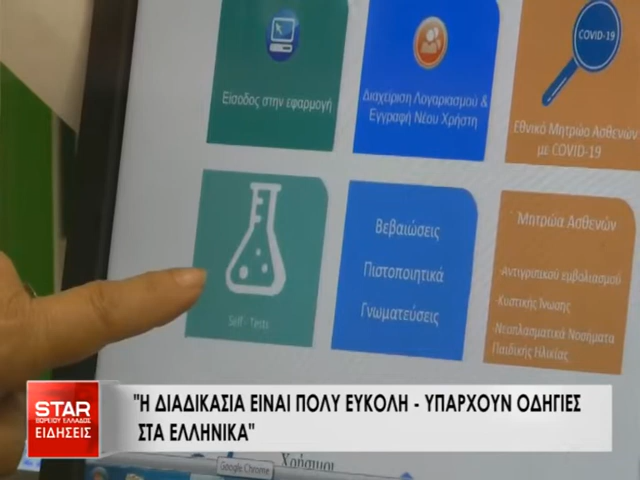 COVID-19
Είσοδος στην εφαρμογή
Διαχείριση Λογαριασμού &
Εγγραφή Νέου Χρήστη
Εθνικό Μητρώο Ασθενών
με COVID-19
Self - Tests
Βεβαιώσεις
Πιστοποιητικά
Γνωματεύσεις
Μητρώα Ασθενών
-Αντιγριπικού εμβολιασμού
-Κυστικής Ίνωσης
-Νεοπλασματικά Νοσήματα
Παιδικής Ηλικίας
STAR
ΒΟΡΕΙΟΥ ΕΛΛΑΔΟΣ
ΕΙΔΗΣΕΙΣ
"Η ΔΙΑΔΙΚΑΣΙΑ ΕΙΝΑΙ ΠΟΛΥ ΕΥΚΟΛΗ - ΥΠΑΡΧΟΥΝ ΟΔΗΓΙΕΣ
ΣΤΑ ΕΛΛΗΝΙΚΑ"
Google Chrome
Χρήσιμοι